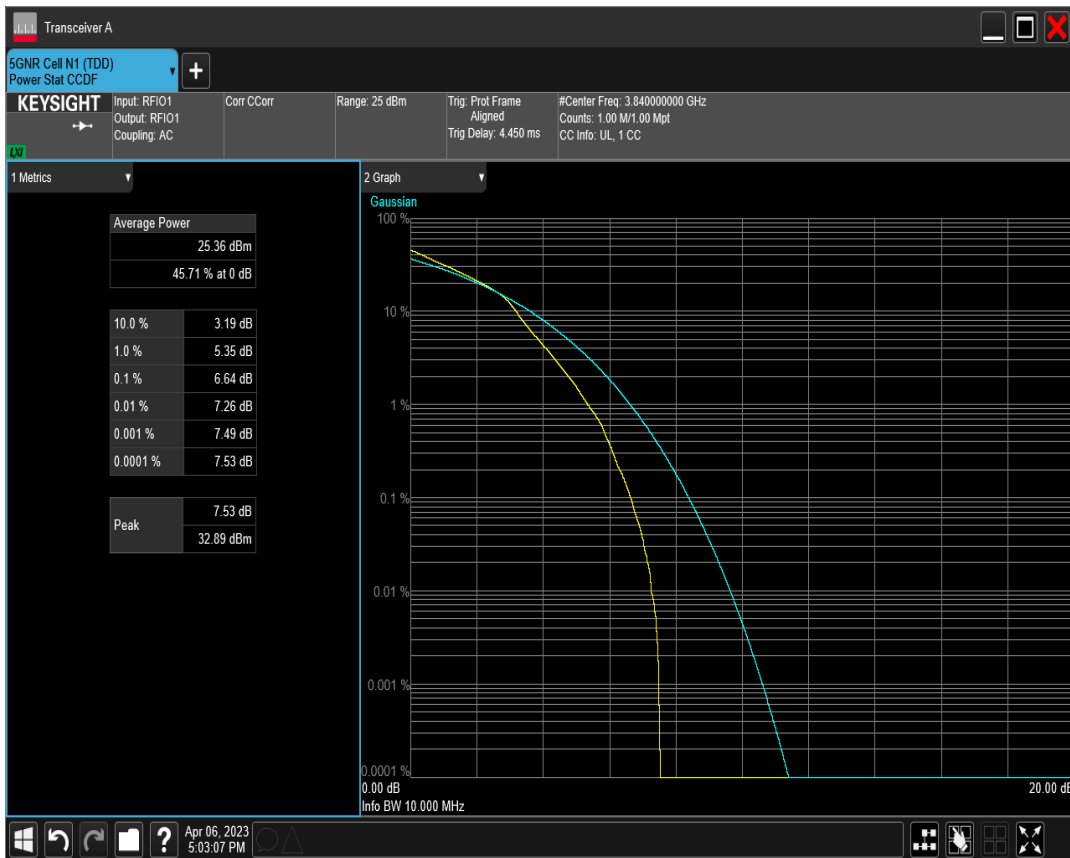 Transceiver A
5GNR Cell N1 (TDD)
Power Stat CCDF
+
KEYSIGHT
LXI
Input: RFIO1
Output: RFIO1
Coupling: AC
Corr CCorr
Range: 25 dBm
Trig: Prot Frame
Aligned
Trig Delay: 4.450 ms
#Center Freq: 3.840000000 GHz
Counts: 1.00 M/1.00 Mpt
CC Info: UL, 1 CC
1 Metrics
Average Power
25.36 dBm
45.71 % at 0 dB
10.0 % 3.19 dB
1.0 % 5.35 dB
0.1 % 6.64 dB
0.01 % 7.26 dB
0.001 % 7.49 dB
0.0001 % 7.53 dB
Peak 7.53 dB
32.89 dBm
2 Graph
Gaussian
100 %
10 %
1 %
0.1 %
0.01 %
0.001 %
0.0001 %
0.00 dB 20.00 dB
Info BW 10.000 MHz
?
Apr 06, 2023
5:03:07 PM